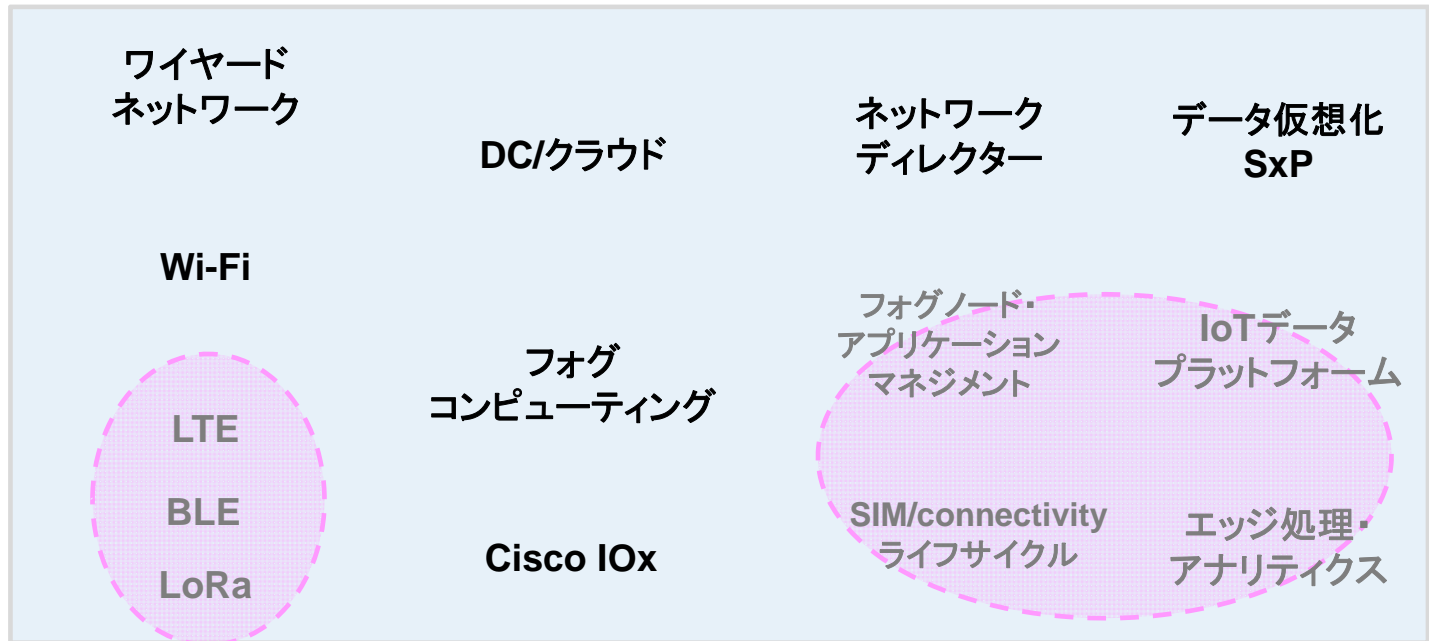 ワイヤード
ネットワーク
Wi-Fi
LTE
BLE
LoRa
DC/クラウド
フォグ
コンピューティング
Cisco IOx
ネットワーク
ディレクター
フォグノード・
アプリケーション
マネジメント
SIM/connectivity
ライフサイクル
データ仮想化
SxP
IoTデータ
プラットフォーム
エッジ処理・
アナリティクス